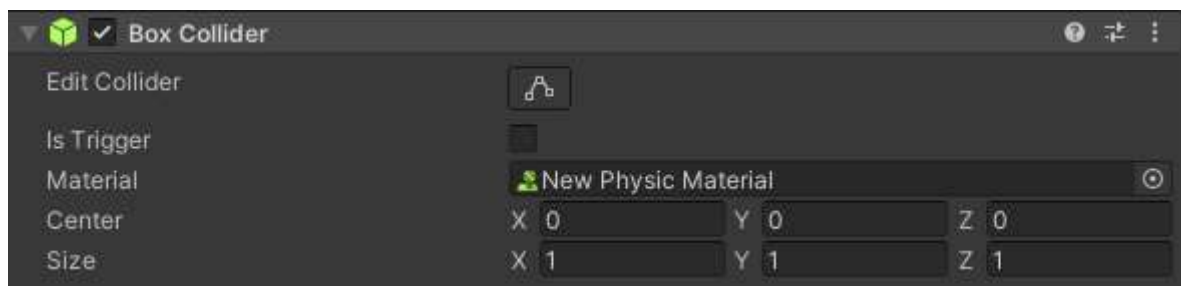 Box Collider
Edit Collider
Is Trigger
Material New Physic Material
Center X 0 Y 0 Z 0
Size X 1 Y 1 Z 1